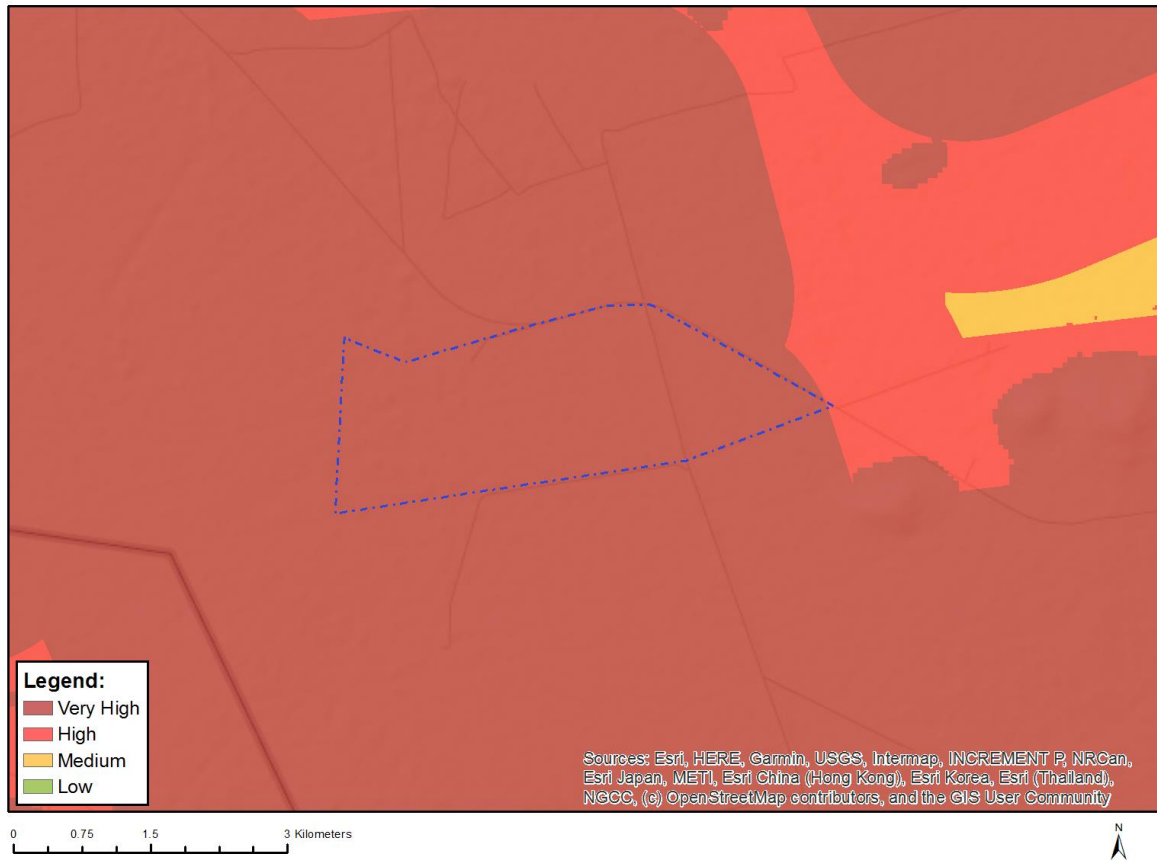 Legend:
Very High
High
Medium
Low
Sources: Esri, HERE, Garmin, USGS, Intermap, INCREMENT P, NRCan,
Esri Japan, METI, Esri China (Hong Kong), Esri Korea, Esri (Thailand),
NGCC, (c) OpenStreetMap contributors, and the GIS User Community
0 0.75 1.5 3 Kilometers
N